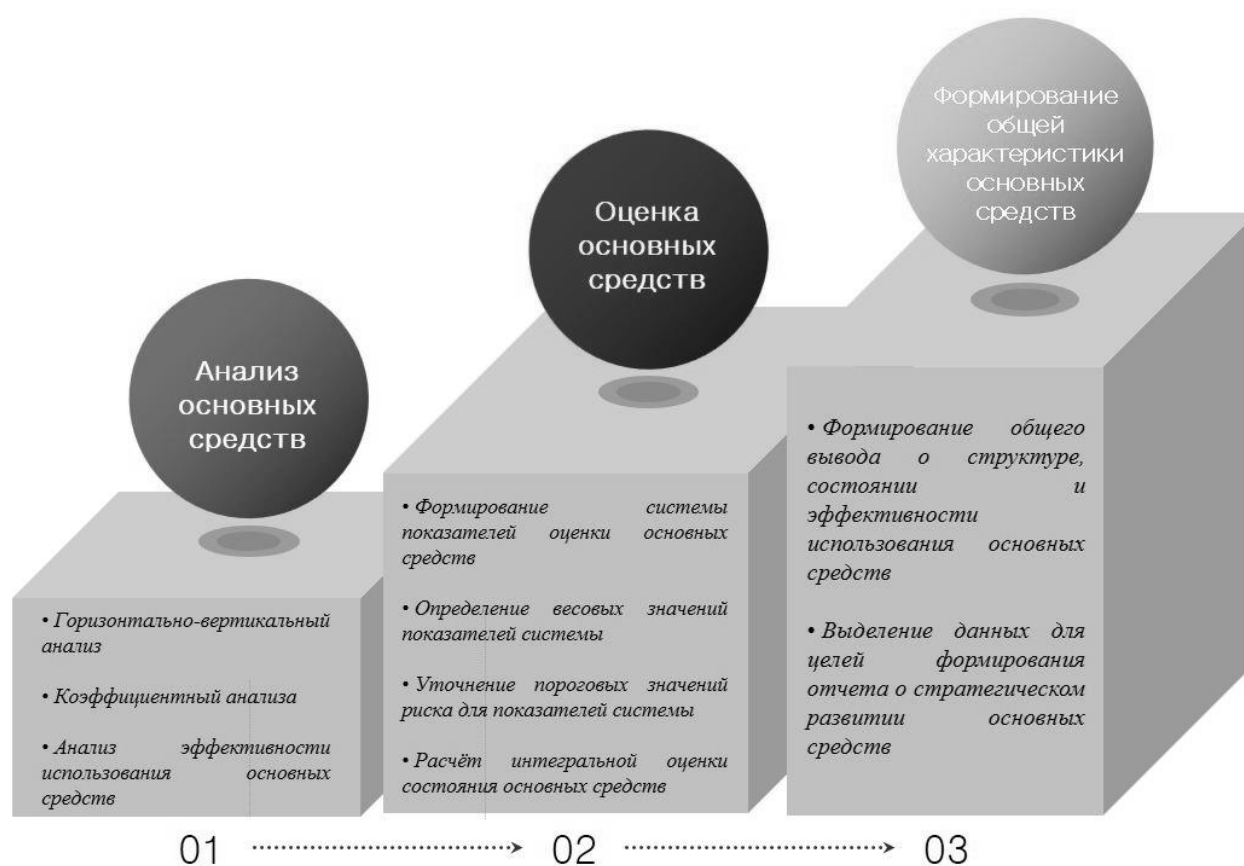 Анализ
основных
средств
• Горизонтально-вертикальный
анализ
• Коэффициентный анализа
• Анализ эффективности
использования основных
средств
Оценка
основных
средств
• Формирование системы
показателей оценки основных
средств
• Определение весовых значений
показателей системы
• Уточнение пороговых значений
риска для показателей системы
• Расчёт интегральной оценки
состояния основных средств
Формирование
общей
характеристики
основных
средств
• Формирование общего
вывода о структуре,
состоянии и
эффективности
использования основных
средств
• Выделение данных для
целей формирования
отчета о стратегическом
развитии основных
средств
01 02 03